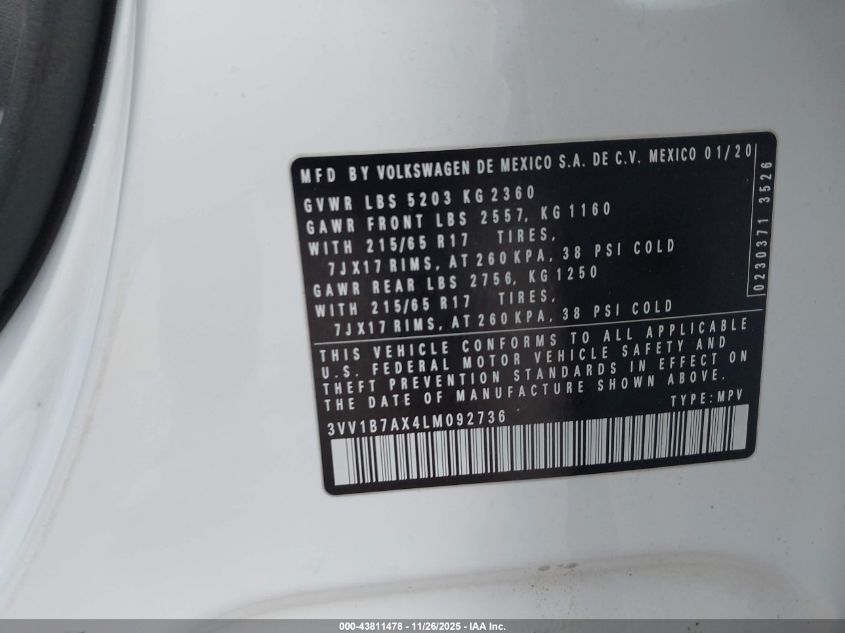 MFD BY VOLKSWAGEN DE MEXICO S.A. DE C.V. MEXICO 01/20
GVWR LBS 5203 KG 2360
GAWR FRONT LBS 2557, KG 1160
WITH 215/65 R17 TIRES,
7JX17 RIMS, AT 260 KPA, 38 PSI COLD
GAWR REAR LBS 2756, KG 1250
WITH 215/65 R17 TIRES,
7JX17 RIMS, AT 260 KPA, 38 PSI COLD
0230371 3526
THIS VEHICLE CONFORMS TO ALL APPLICABLE
U.S. FEDERAL MOTOR VEHICLE SAFETY AND
THEFT PREVENTION STANDARDS IN EFFECT ON
THE DATE OF MANUFACTURE SHOWN ABOVE.
TYPE: MPV
3VV1B7AX4LM092736
000-43811478 - 11/26/2025 - IAA Inc.